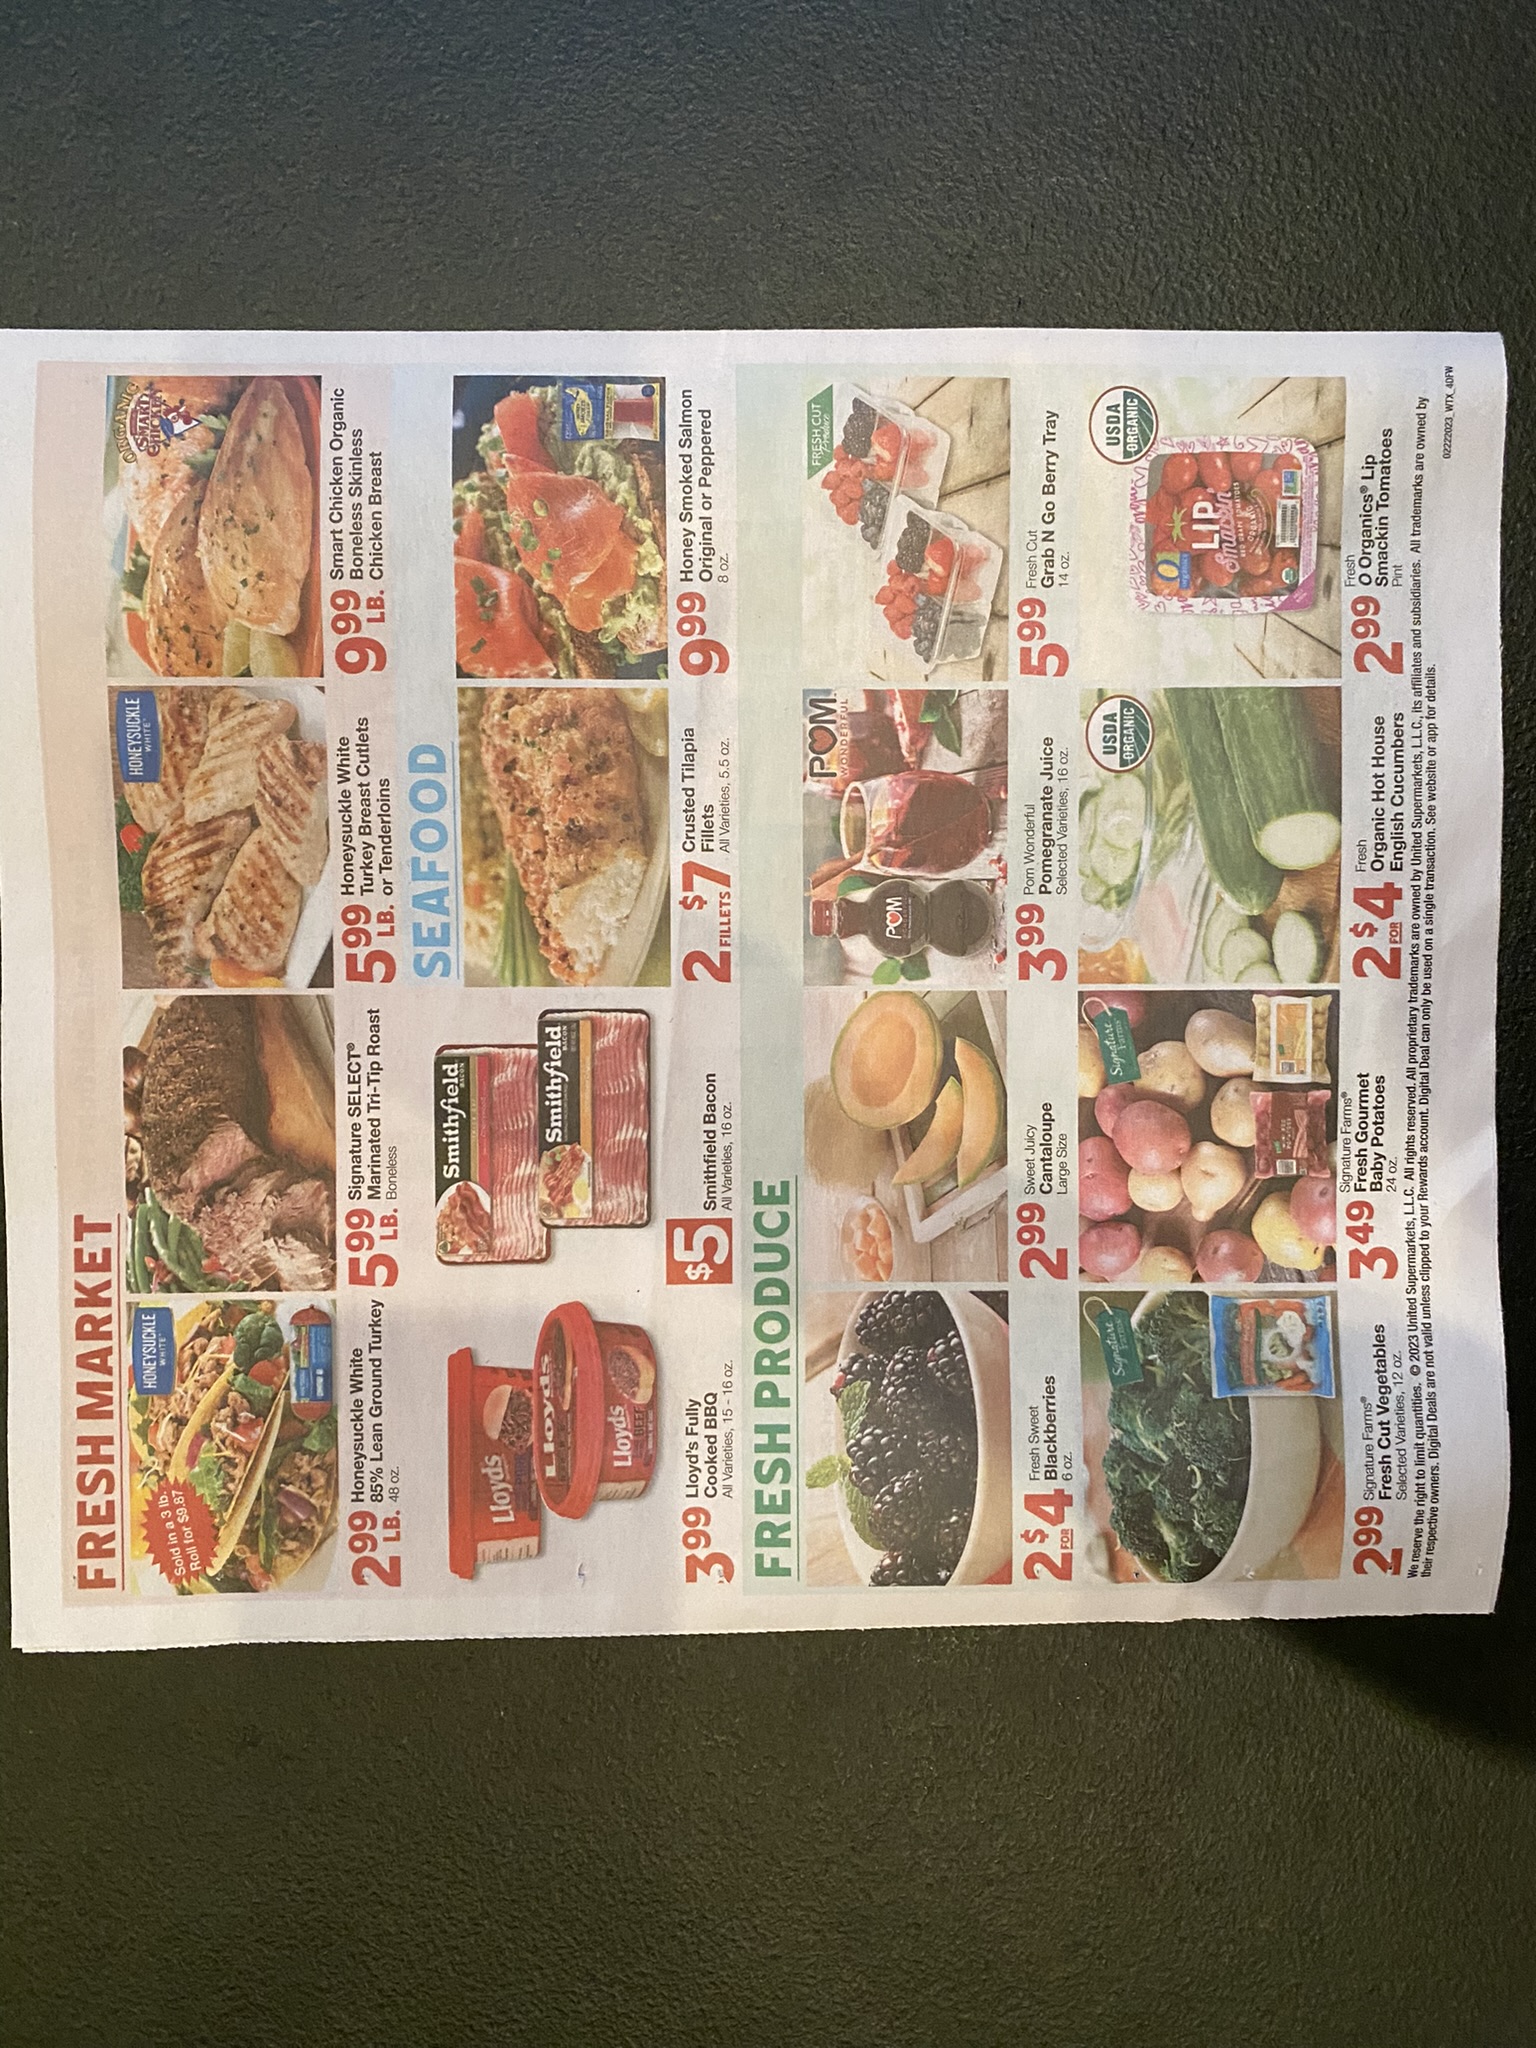 FRESH MARKET
HONEYSUCKLE
WHITE
Sold in a 3 lb.
Roll for $9.87
2.99 LB.
Honeysuckle White
85% Lean Ground Turkey
48 oz.
5.99 LB.
Signature SELECT®
Marinated Tri-Tip Roast
Boneless
HONEYSUCKLE
WHITE
5.99 LB.
Honeysuckle White
Turkey Breast Cutlets
or Tenderloins
ORGANIC
SMART
CHICKEN
9.99 LB.
Smart Chicken Organic
Boneless Skinless
Chicken Breast
Lloyds
Lloyds
Lloyds
3.99
Lloyd's Fully
Cooked BBQ
All Varieties, 15 - 16 oz.
Smithfield
BACON
Smithfield
BACON
$5
Smithfield Bacon
All Varieties, 16 oz.
SEAFOOD
2 FILLETS $7
Crusted Tilapia
Fillets
All Varieties, 5.5 oz.
9.99
Honey Smoked Salmon
Original or Peppered
8 oz.
FRESH PRODUCE
2 FOR $4
Fresh Sweet
Blackberries
6 oz.
2.99
Sweet Juicy
Cantaloupe
Large Size
POM
WONDERFUL
POM
3.99
Pom Wonderful
Pomegranate Juice
Selected Varieties, 16 oz.
FRESH CUT
Produce
5.99
Fresh Cut
Grab N Go Berry Tray
14 oz.
Signature
Farms
2.99
Signature Farms®
Fresh Cut Vegetables
Selected Varieties, 12 oz.
Signature
Farms
3.49
Signature Farms®
Fresh Gourmet
Baby Potatoes
24 oz.
USDA
ORGANIC
2 FOR $4
Fresh
Organic Hot House
English Cucumbers
USDA
ORGANIC
O
ORGANICS
LIP
Smackin'
ORGANIC
2.99
Fresh
O Organics® Lip
Smackin Tomatoes
Pint
We reserve the right to limit quantities. © 2023 United Supermarkets, L.L.C. All rights reserved. All proprietary trademarks are owned by United Supermarkets, L.L.C., its affiliates and subsidiaries. All trademarks are owned by
their respective owners. Digital Deals are not valid unless clipped to your Rewards account. Digital Deal can only be used on a single transaction. See website or app for details.
02222023_WTX_4DFW